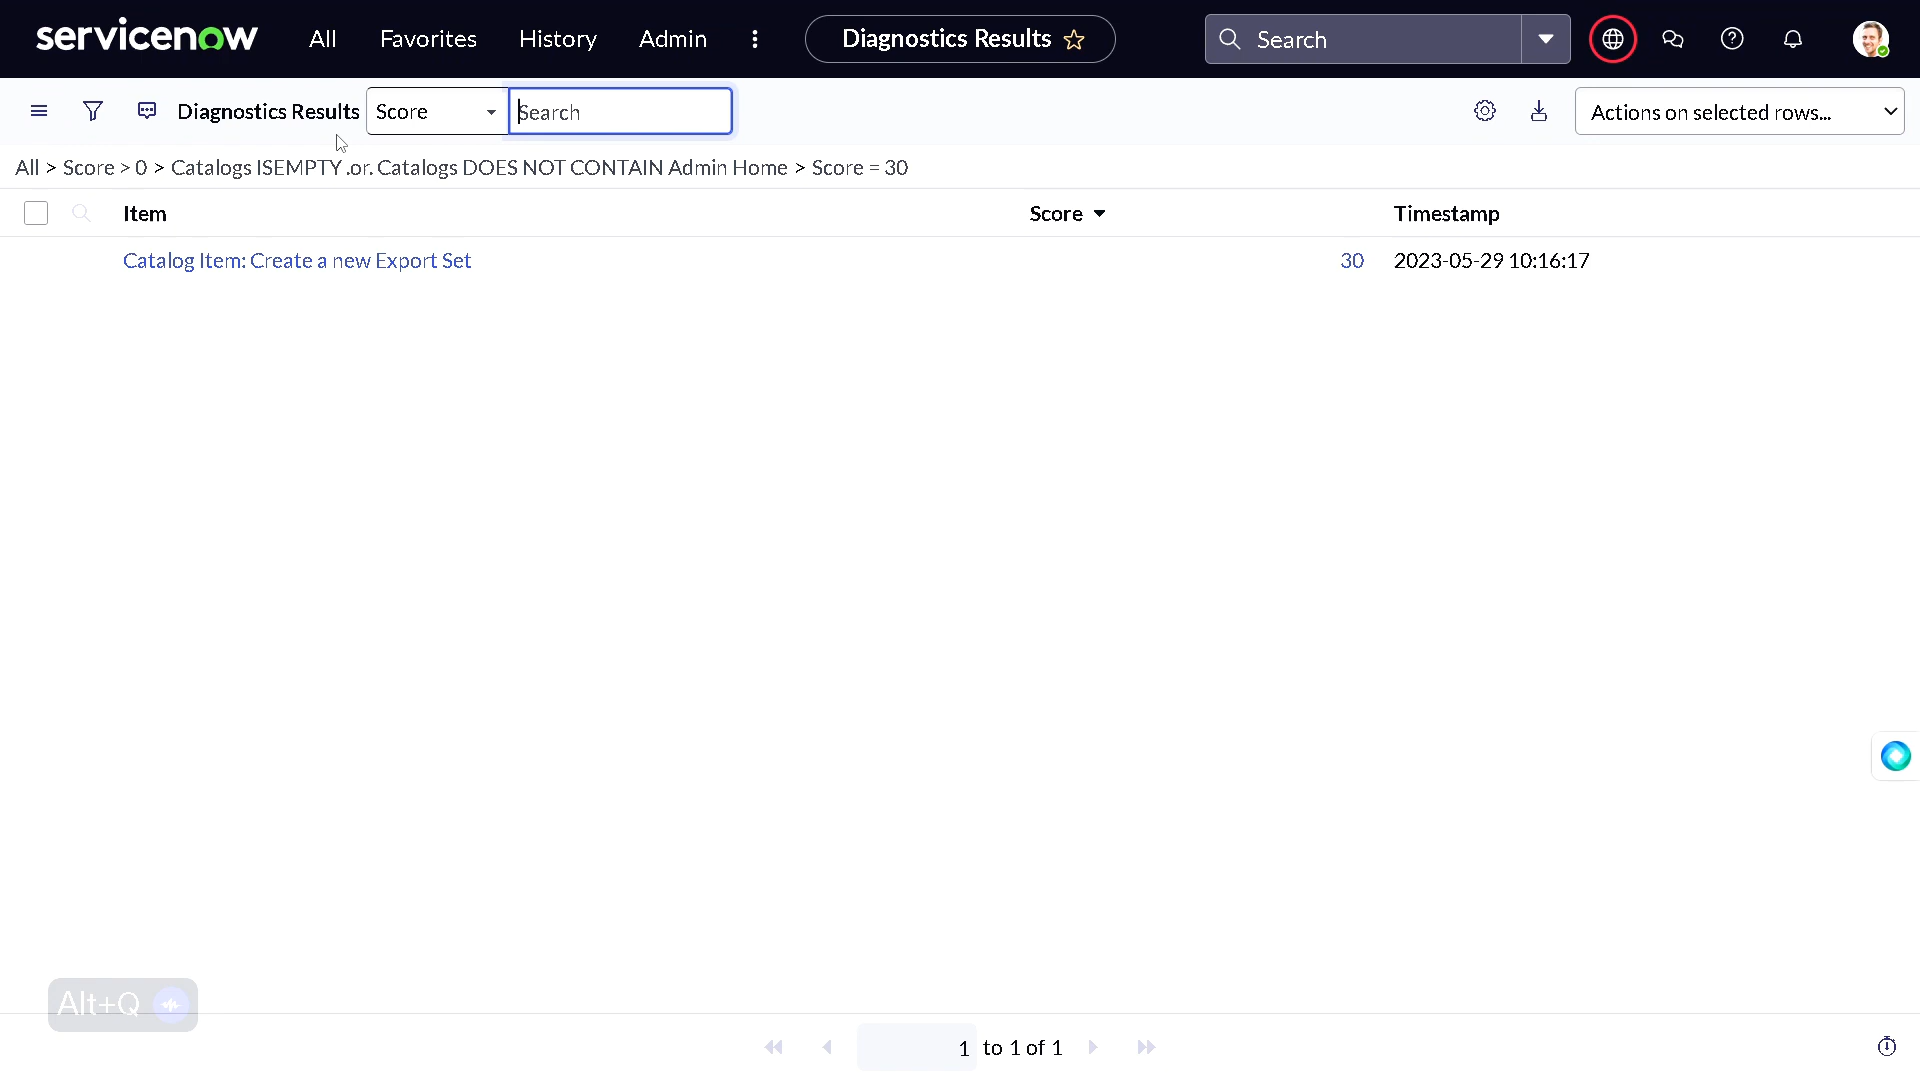 servicenow All Favorites History Admin Diagnostics Results Search
Diagnostics Results Score Search Actions on selected rows...
All > Score > 0 > Catalogs ISEMPTY .or. Catalogs DOES NOT CONTAIN Admin Home > Score = 30
Item Score Timestamp
Catalog Item: Create a new Export Set 30 2023-05-29 10:16:17
Alt+Q
1 to 1 of 1